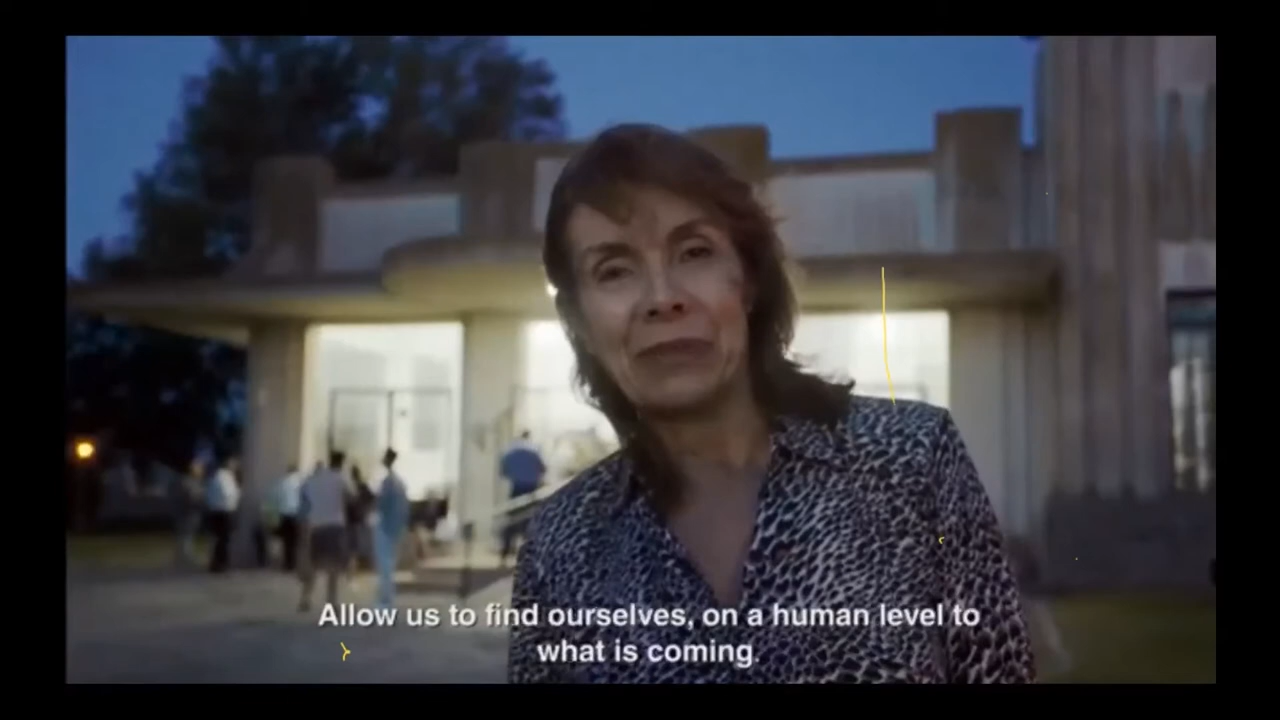 Allow us to find ourselves, on a human level to
what is coming.